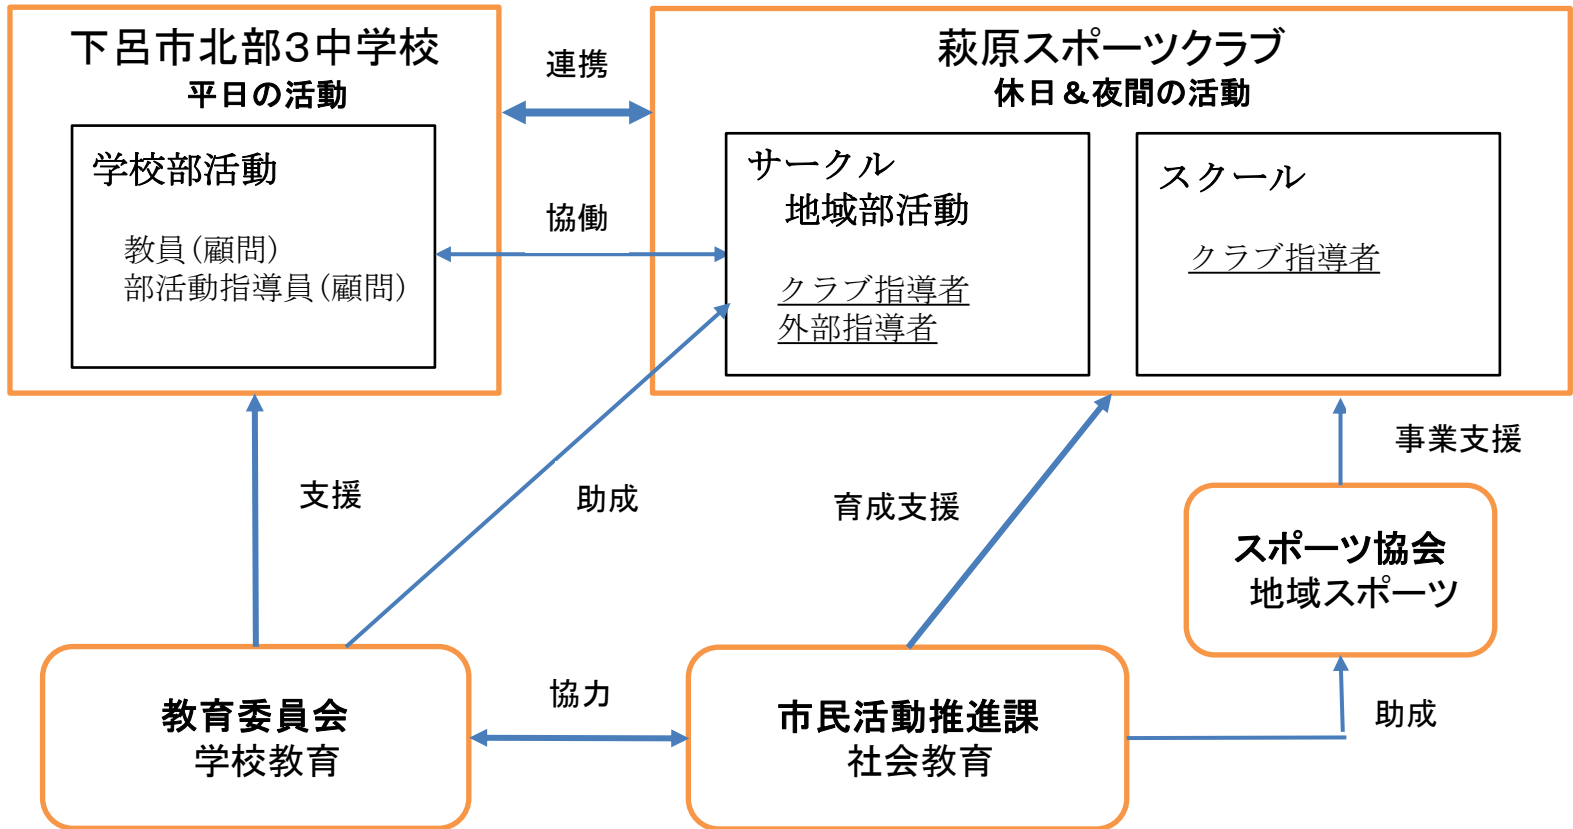 下呂市北部３中学校
平日の活動
学校部活動
教員(顧問)
部活動指導員(顧問)
連携
協働
萩原スポーツクラブ
休日＆夜間の活動
サークル
地域部活動
クラブ指導者
外部指導者
スクール
クラブ指導者
支援
助成
育成支援
事業支援
スポーツ協会
地域スポーツ
教育委員会
学校教育
協力
市民活動推進課
社会教育
助成